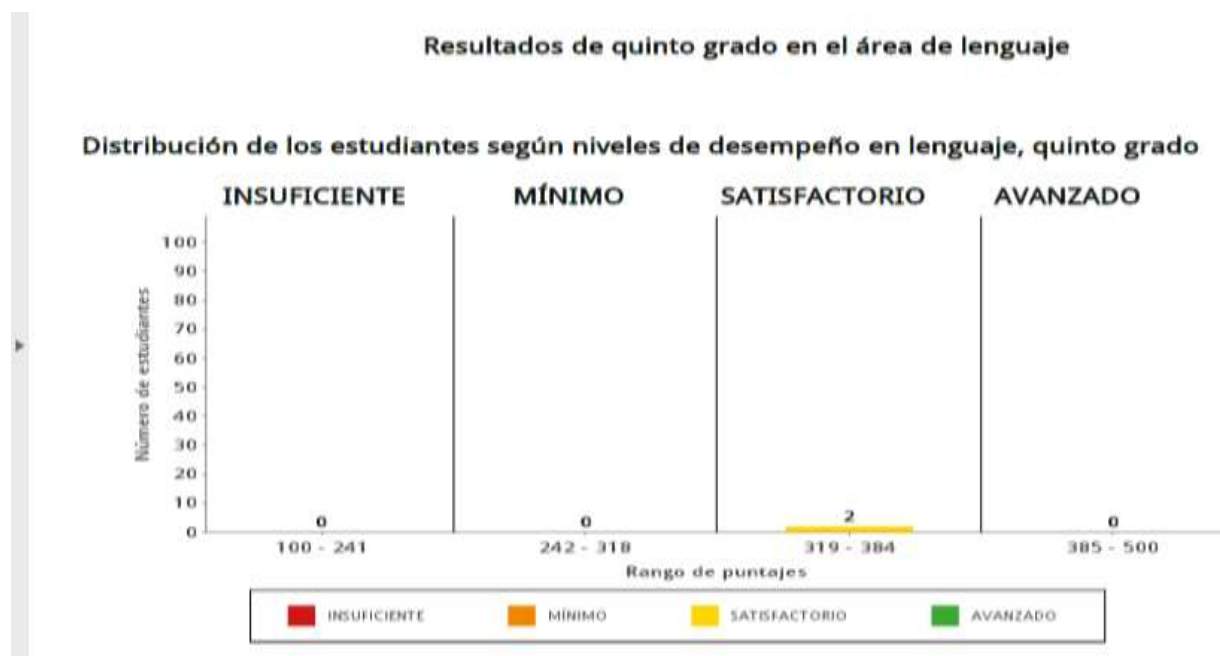 Resultados de quinto grado en el área de lenguaje
Distribución de los estudiantes según niveles de desempeño en lenguaje, quinto grado
INSUFICIENTE MÍNIMO SATISFACTORIO AVANZADO
Número de estudiantes
100
90
80
70
60
50
40
30
20
10
0
0 0 2 0
100 - 241 242 - 318 319 - 384 385 - 500
Rango de puntajes
INSUFICIENTE MÍNIMO SATISFACTORIO AVANZADO